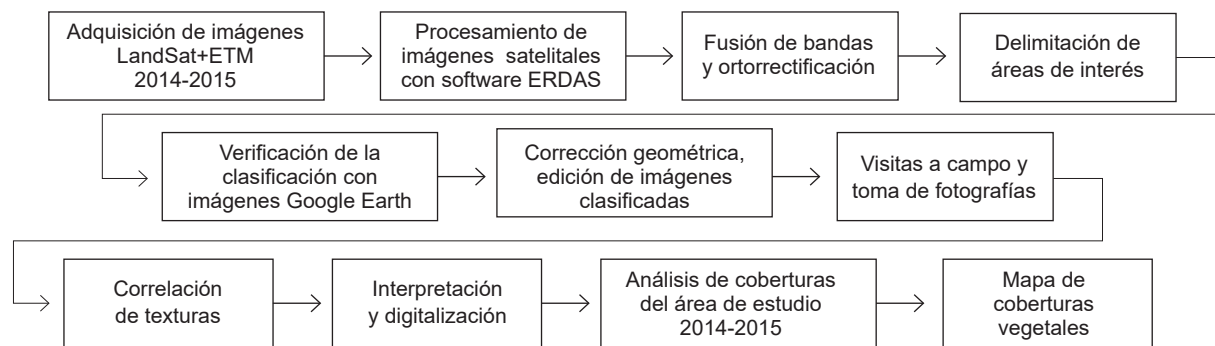 Adquisición de imágenes
LandSat+ETM
2014-2015
Procesamiento de
imágenes satelitales
con software ERDAS
Fusión de bandas
y ortorrectificación
Delimitación de
áreas de interés
Verificación de la
clasificación con
imágenes Google Earth
Corrección geométrica,
edición de imágenes
clasificadas
Visitas a campo y
toma de fotografías
Correlación
de texturas
Interpretación
y digitalización
Análisis de coberturas
del área de estudio
2014-2015
Mapa de
coberturas
vegetales